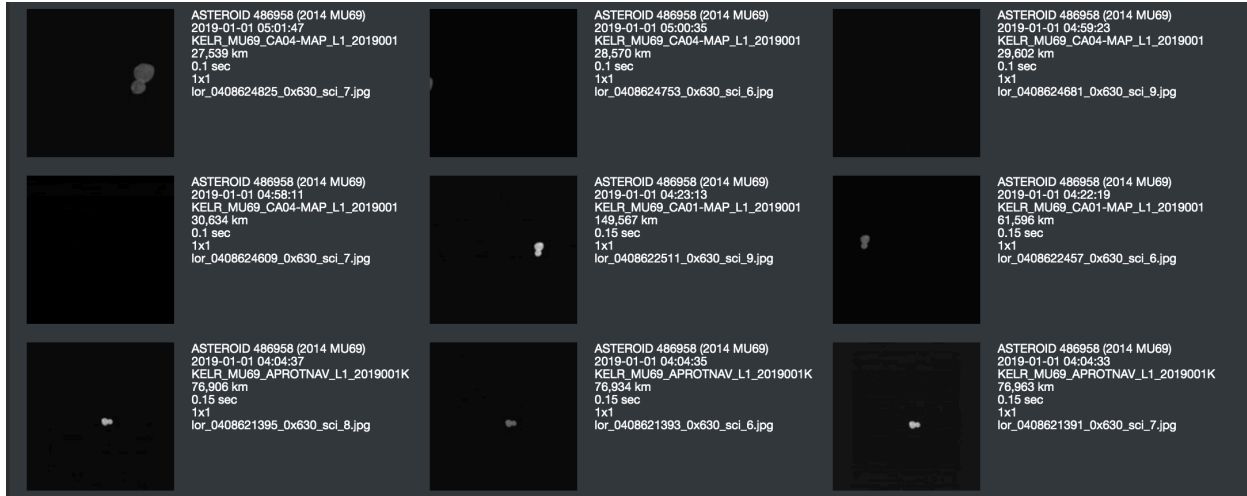 ASTEROID 486958 (2014 MU69)
2019-01-01 05:01:47
KELR_MU69_CA04-MAP_L1_2019001
27,539 km
0.1 sec
1x1
lor_0408624825_0x630_sci_7.jpg
ASTEROID 486958 (2014 MU69)
2019-01-01 05:00:35
KELR_MU69_CA04-MAP_L1_2019001
28,570 km
0.1 sec
1x1
lor_0408624753_0x630_sci_6.jpg
ASTEROID 486958 (2014 MU69)
2019-01-01 04:59:23
KELR_MU69_CA04-MAP_L1_2019001
29,602 km
0.1 sec
1x1
lor_0408624681_0x630_sci_9.jpg
ASTEROID 486958 (2014 MU69)
2019-01-01 04:58:11
KELR_MU69_CA04-MAP_L1_2019001
30,634 km
0.1 sec
1x1
lor_0408624609_0x630_sci_7.jpg
ASTEROID 486958 (2014 MU69)
2019-01-01 04:23:13
KELR_MU69_CA01-MAP_L1_2019001
149,567 km
0.15 sec
1x1
lor_0408622511_0x630_sci_9.jpg
ASTEROID 486958 (2014 MU69)
2019-01-01 04:22:19
KELR_MU69_CA01-MAP_L1_2019001
61,596 km
0.15 sec
1x1
lor_0408622457_0x630_sci_6.jpg
ASTEROID 486958 (2014 MU69)
2019-01-01 04:04:37
KELR_MU69_APROTNAV_L1_2019001K
76,906 km
0.15 sec
1x1
lor_0408621395_0x630_sci_8.jpg
ASTEROID 486958 (2014 MU69)
2019-01-01 04:04:35
KELR_MU69_APROTNAV_L1_2019001K
76,934 km
0.15 sec
1x1
lor_0408621393_0x630_sci_6.jpg
ASTEROID 486958 (2014 MU69)
2019-01-01 04:04:33
KELR_MU69_APROTNAV_L1_2019001K
76,963 km
0.15 sec
1x1
lor_0408621391_0x630_sci_7.jpg